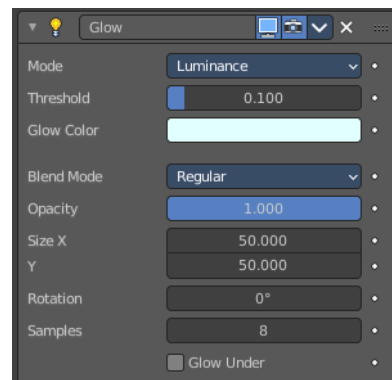 Glow
Mode Luminance
Threshold 0.100
Glow Color
Blend Mode Regular
Opacity 1.000
Size X 50.000
Y 50.000
Rotation 0°
Samples 8
Glow Under